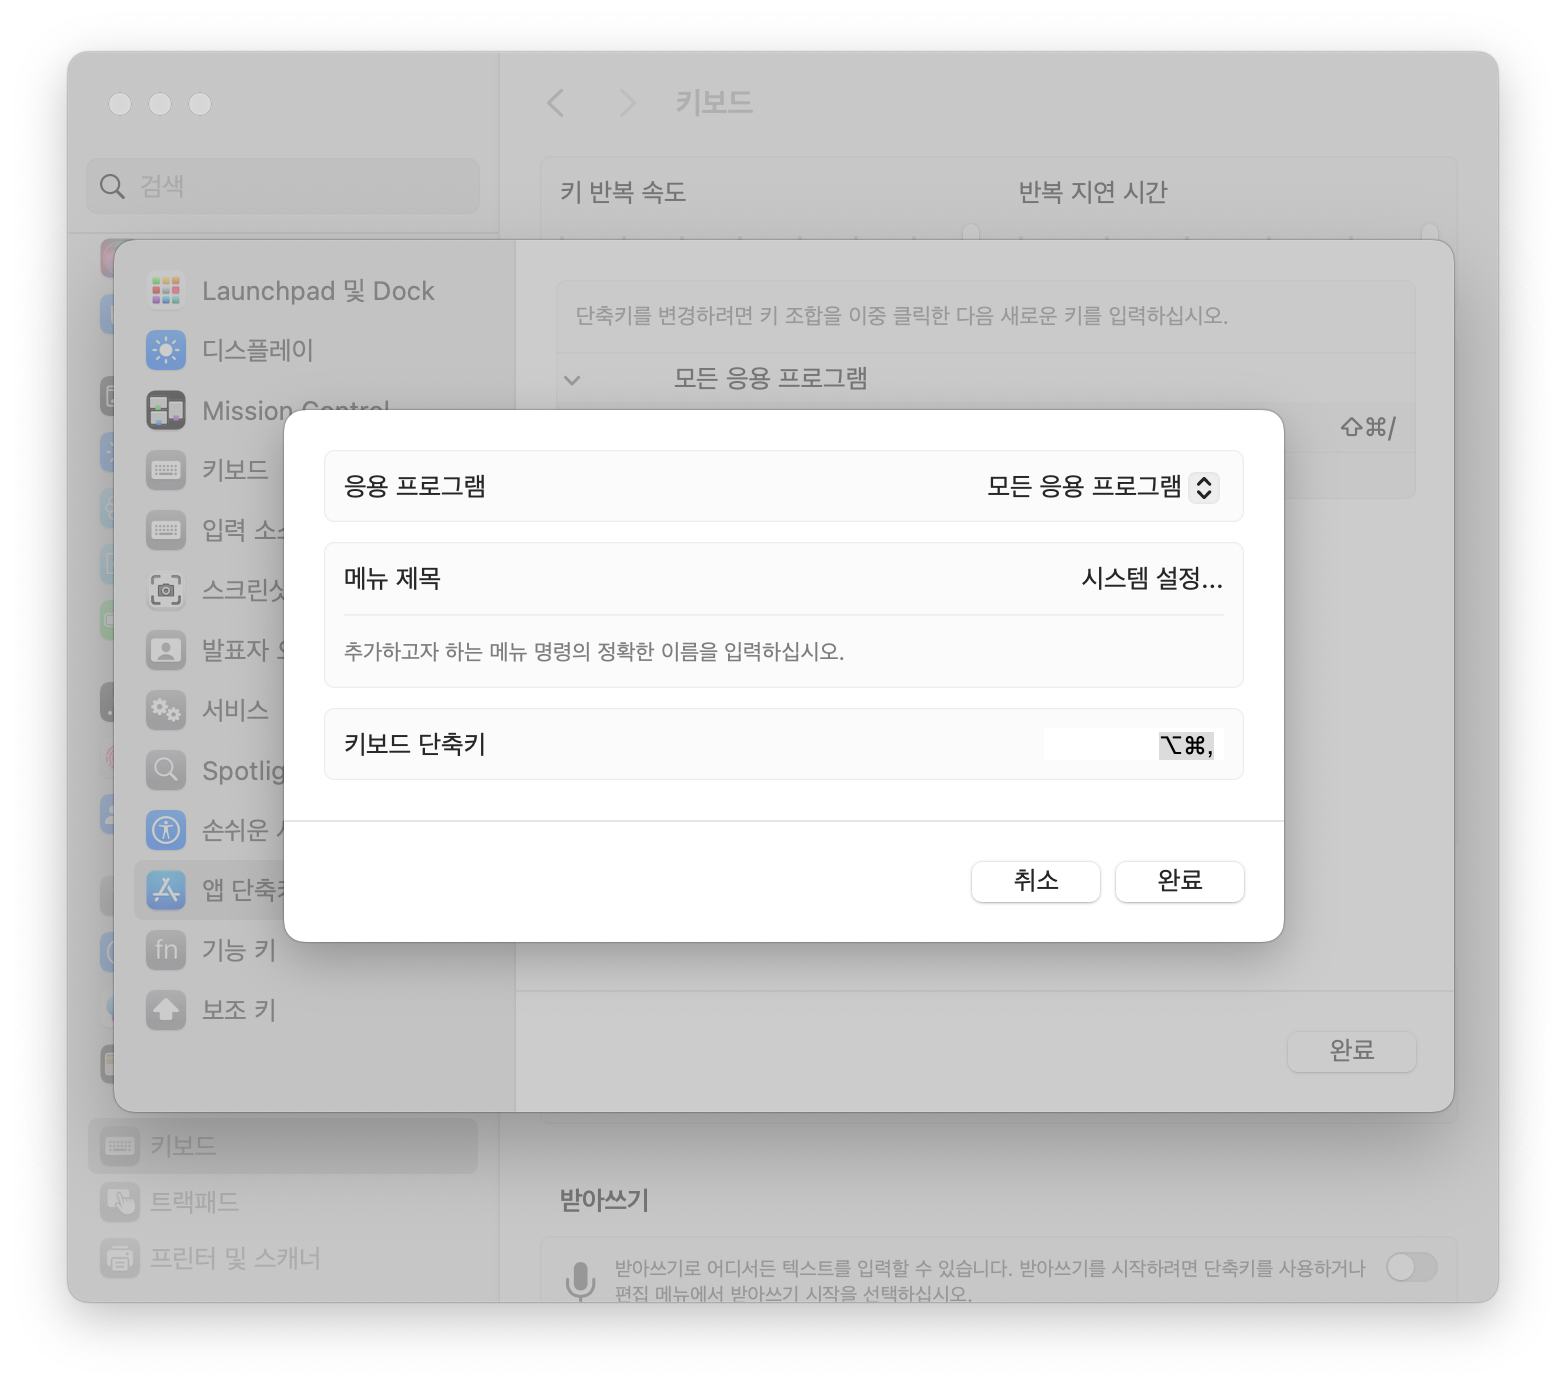 키보드
검색
키 반복 속도
반복 지연 시간
Launchpad 및 Dock
단축키를 변경하려면 키 조합을 이중 클릭한 다음 새로운 키를 입력하십시오.
디스플레이
모든 응용 프로그램
Mission Control
⇧⌘/
키보드
입력
발표자
서비스
손쉬운
앱
fn
기능 키
보조 키
응용 프로그램
모든 응용 프로그램
메뉴 제목
시스템 설정...
추가하고자 하는 메뉴 명령의 정확한 이름을 입력하십시오.
키보드 단축키
⌥⌘,
취소
완료
완료
키보드
트랙패드
프린터 및 스캐너
받아쓰기
받아쓰기로 어디서든 텍스트를 입력할 수 있습니다. 받아쓰기를 시작하려면 단축키를 사용하거나
편집 메뉴에서 받아쓰기 시작을 선택하십시오.